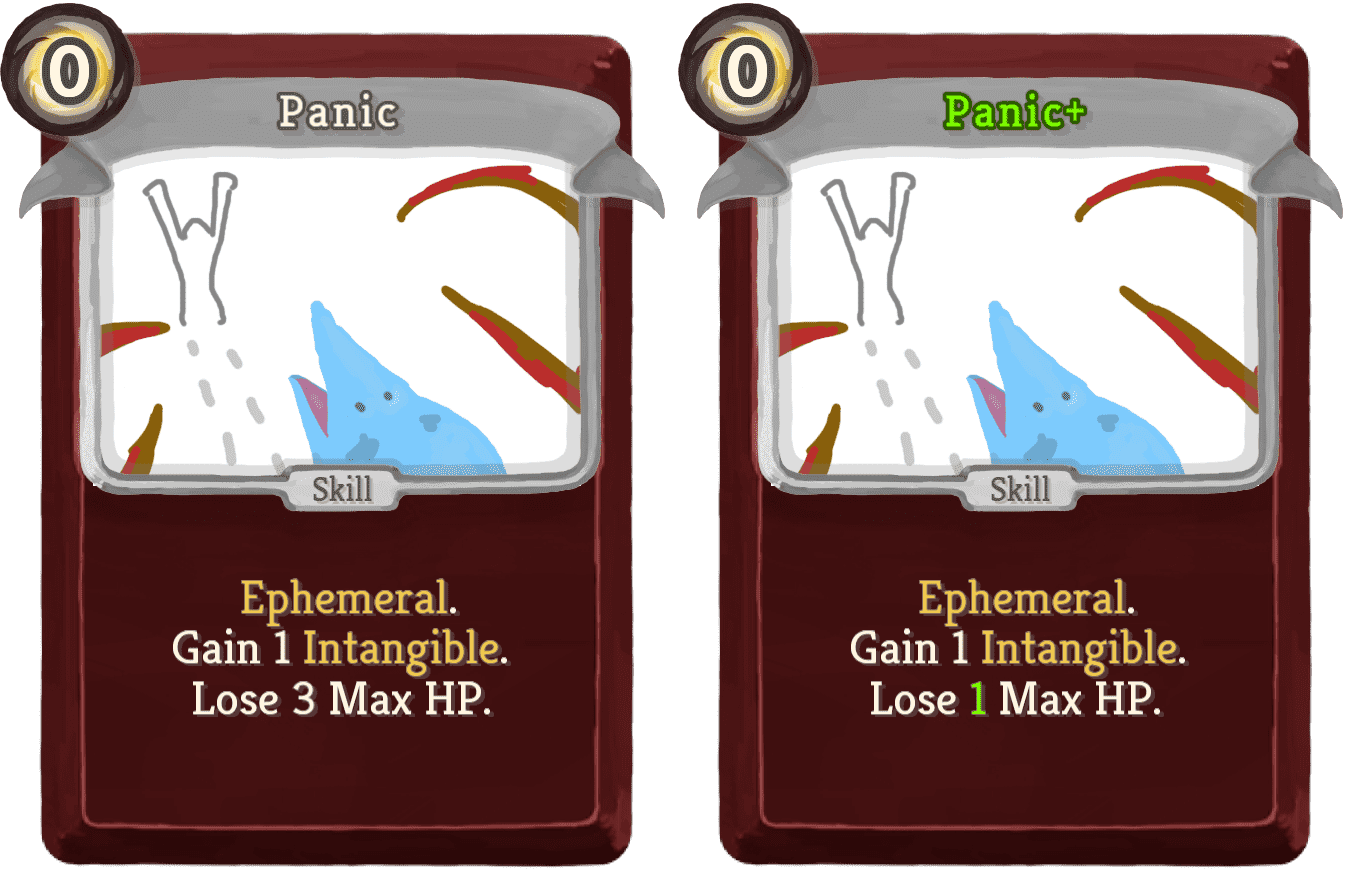 0
Panic
Skill
Ephemeral.
Gain 1 Intangible.
Lose 3 Max HP.
0
Panic+
Skill
Ephemeral.
Gain 1 Intangible.
Lose 1 Max HP.